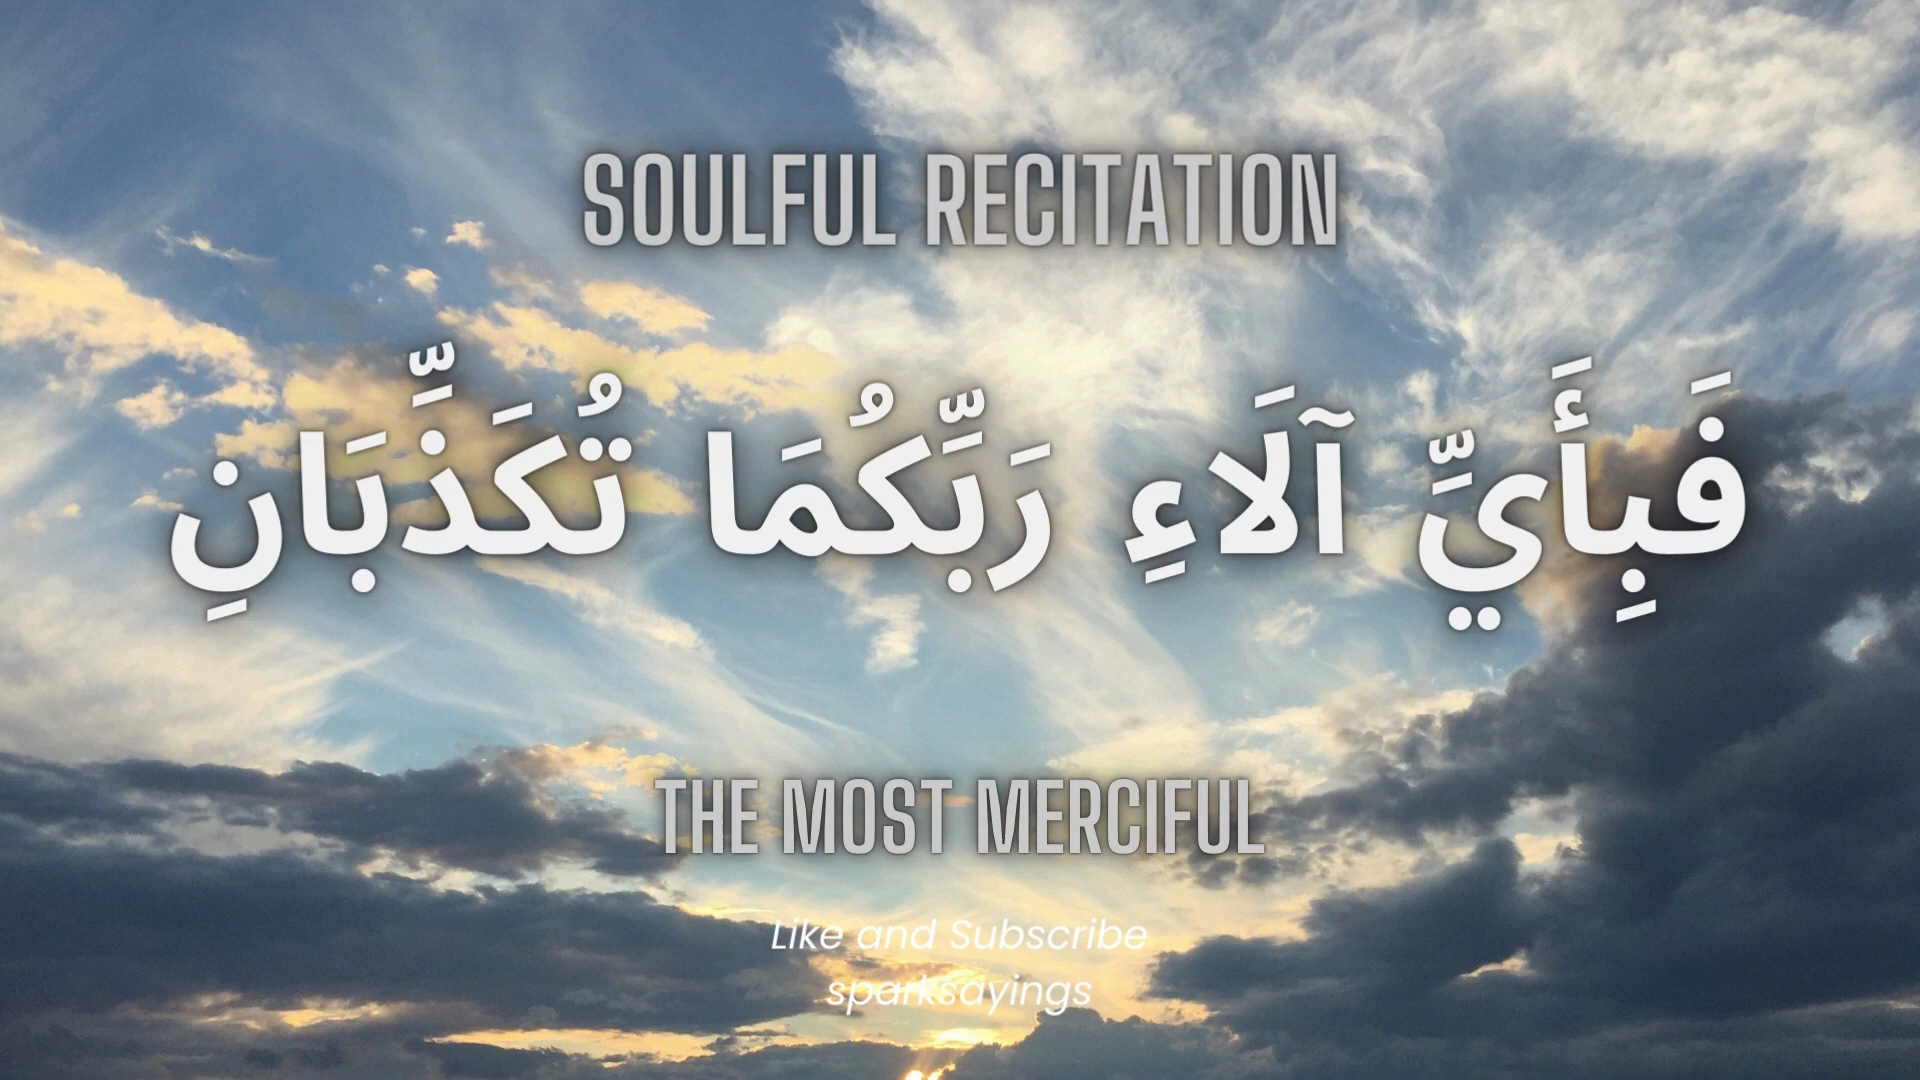 SOULFUL RECITATION
فَبِأَيِّ آلَاءِ رَبِّكُمَا تُكَذِّبَانِ
THE MOST MERCIFUL
Like and Subscribe
sparksayings